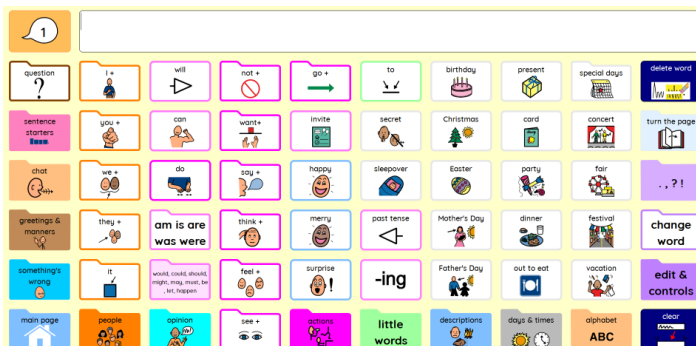 1
question
I +
will
not +
go +
to
birthday
present
special days
delete word
sentence
starters
you +
can
want+
invite
secret
Christmas
card
concert
turn the page
chat
we +
do
say +
happy
sleepover
Easter
party
fair
. , ? !
greetings &
manners
they +
am is are
was were
think +
merry
past tense
Mother's Day
dinner
festival
change
word
something's
wrong
it
would, could, should,
might, may, must, be
, let, happen
feel +
surprise
-ing
Father's Day
out to eat
vacation
edit &
controls
main page
people
opinion
see +
actions
little
words
descriptions
days & times
alphabet
ABC
clear